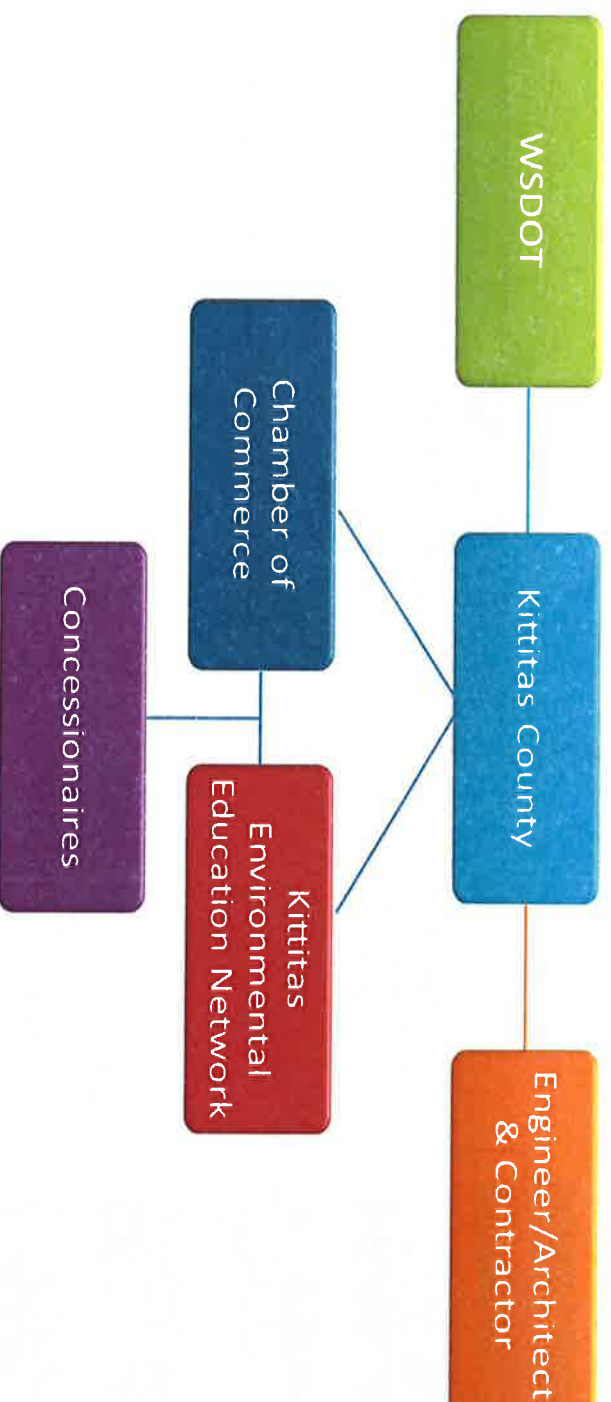 WSDOT
Kittitas County
Engineer/Architect
& Contractor
Chamber of
Commerce
Kittitas
Environmental
Education Network
Concessionaires